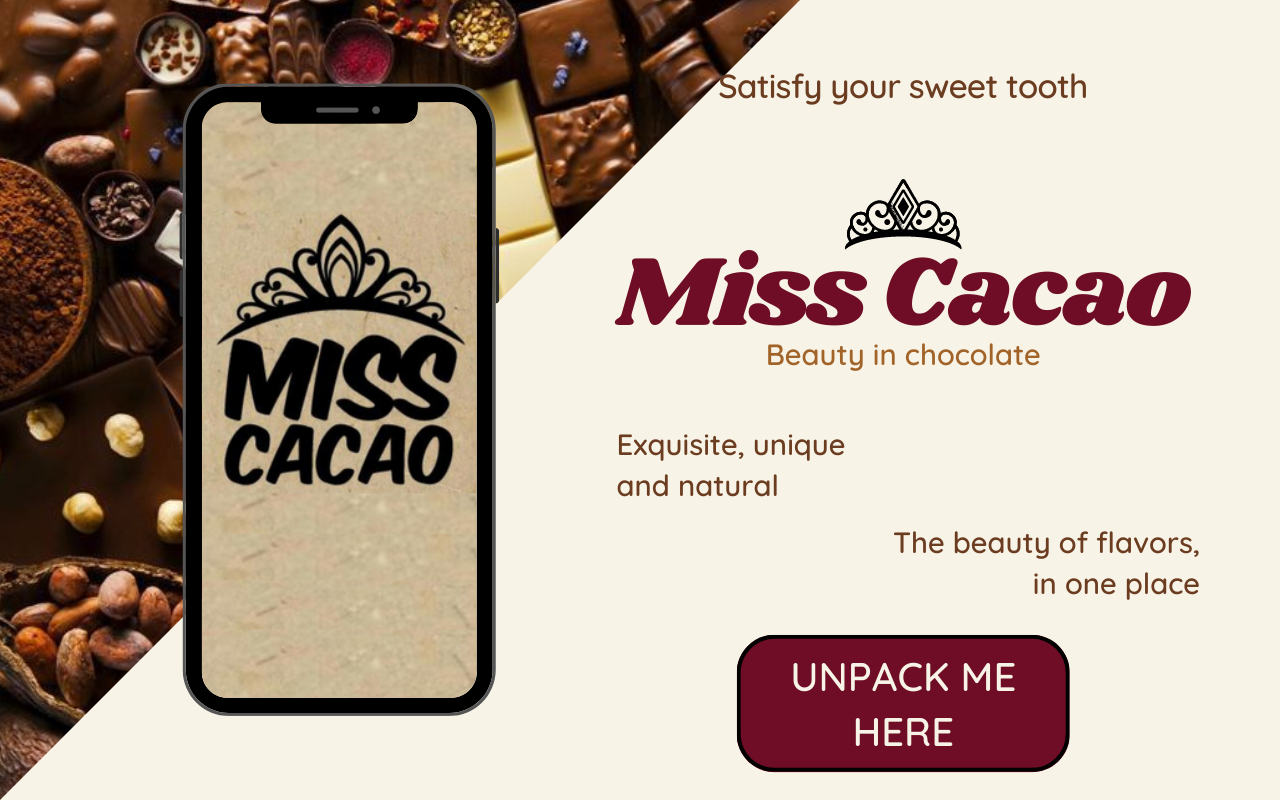 Satisfy your sweet tooth
MISS
CACAO
Miss Cacao
Beauty in chocolate
Exquisite, unique
and natural
The beauty of flavors,
in one place
UNPACK ME
HERE